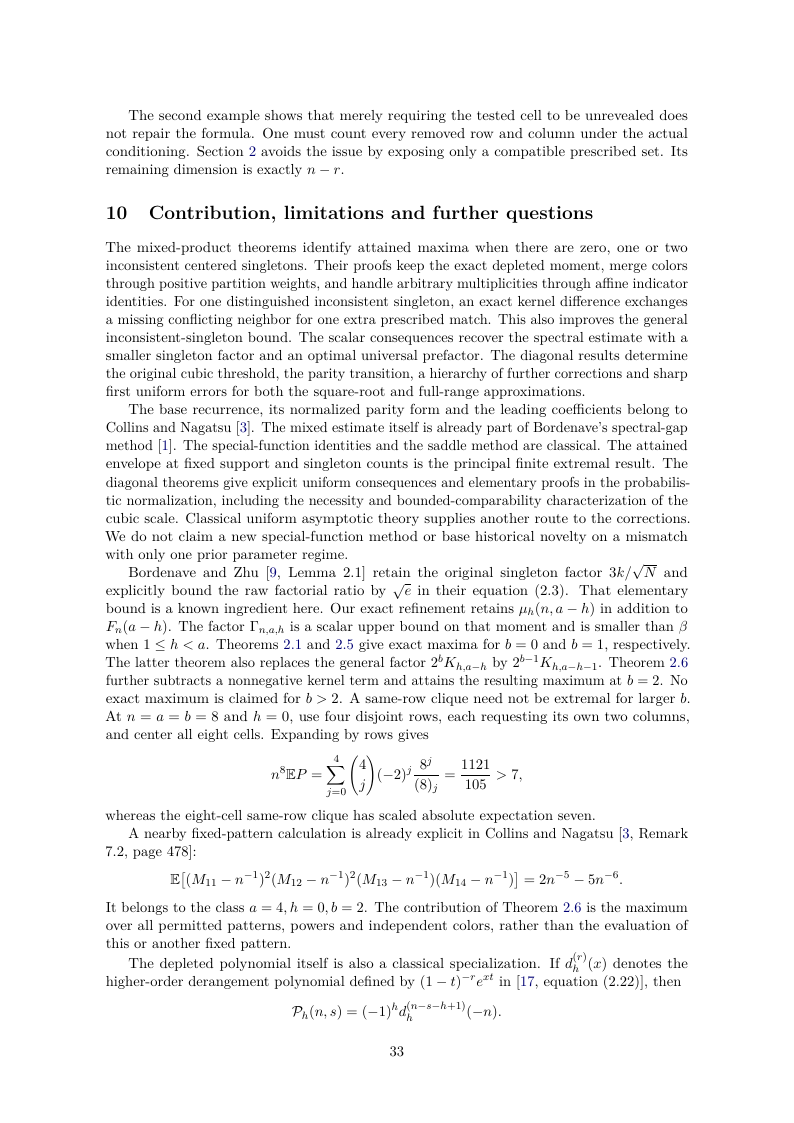 The second example shows that merely requiring the tested cell to be unrevealed does
not repair the formula. One must count every removed row and column under the actual
conditioning. Section 2 avoids the issue by exposing only a compatible prescribed set. Its
remaining dimension is exactly n − r.
10 Contribution, limitations and further questions
The mixed-product theorems identify attained maxima when there are zero, one or two
inconsistent centered singletons. Their proofs keep the exact depleted moment, merge colors
through positive partition weights, and handle arbitrary multiplicities through affine indicator
identities. For one distinguished inconsistent singleton, an exact kernel difference exchanges
a missing conflicting neighbor for one extra prescribed match. This also improves the general
inconsistent-singleton bound. The scalar consequences recover the spectral estimate with a
smaller singleton factor and an optimal universal prefactor. The diagonal results determine
the original cubic threshold, the parity transition, a hierarchy of further corrections and sharp
first uniform errors for both the square-root and full-range approximations.
The base recurrence, its normalized parity form and the leading coefficients belong to
Collins and Nagatsu [3]. The mixed estimate itself is already part of Bordenave's spectral-gap
method [1]. The special-function identities and the saddle method are classical. The attained
envelope at fixed support and singleton counts is the principal finite extremal result. The
diagonal theorems give explicit uniform consequences and elementary proofs in the probabilis-
tic normalization, including the necessity and bounded-comparability characterization of the
cubic scale. Classical uniform asymptotic theory supplies another route to the corrections.
We do not claim a new special-function method or base historical novelty on a mismatch
with only one prior parameter regime.
Bordenave and Zhu [9, Lemma 2.1] retain the original singleton factor 3k/√N and
explicitly bound the raw factorial ratio by √e in their equation (2.3). That elementary
bound is a known ingredient here. Our exact refinement retains μ_h(n, a − h) in addition to
F_n(a − h). The factor Γ_{n,a,h} is a scalar upper bound on that moment and is smaller than β
when 1 ≤ h < a. Theorems 2.1 and 2.5 give exact maxima for b = 0 and b = 1, respectively.
The latter theorem also replaces the general factor 2^b K_{h,a−h} by 2^{b−1} K_{h,a−h−1}. Theorem 2.6
further subtracts a nonnegative kernel term and attains the resulting maximum at b = 2. No
exact maximum is claimed for b > 2. A same-row clique need not be extremal for larger b.
At n = a = b = 8 and h = 0, use four disjoint rows, each requesting its own two columns,
and center all eight cells. Expanding by rows gives
n^8 𝔼P = ∑_{j=0}^{4} \binom{4}{j} (−2)^j \frac{8^j}{(8)_j} = \frac{1121}{105} > 7,
whereas the eight-cell same-row clique has scaled absolute expectation seven.
A nearby fixed-pattern calculation is already explicit in Collins and Nagatsu [3, Remark
7.2, page 478]:
𝔼[(M_{11} − n^{−1})^2 (M_{12} − n^{−1})^2 (M_{13} − n^{−1})(M_{14} − n^{−1})] = 2n^{−5} − 5n^{−6}.
It belongs to the class a = 4, h = 0, b = 2. The contribution of Theorem 2.6 is the maximum
over all permitted patterns, powers and independent colors, rather than the evaluation of
this or another fixed pattern.
The depleted polynomial itself is also a classical specialization. If d_h^{(r)}(x) denotes the
higher-order derangement polynomial defined by (1 − t)^{−r} e^{xt} in [17, equation (2.22)], then
𝒫_h(n, s) = (−1)^h d_h^{(n−s−h+1)}(−n).
33